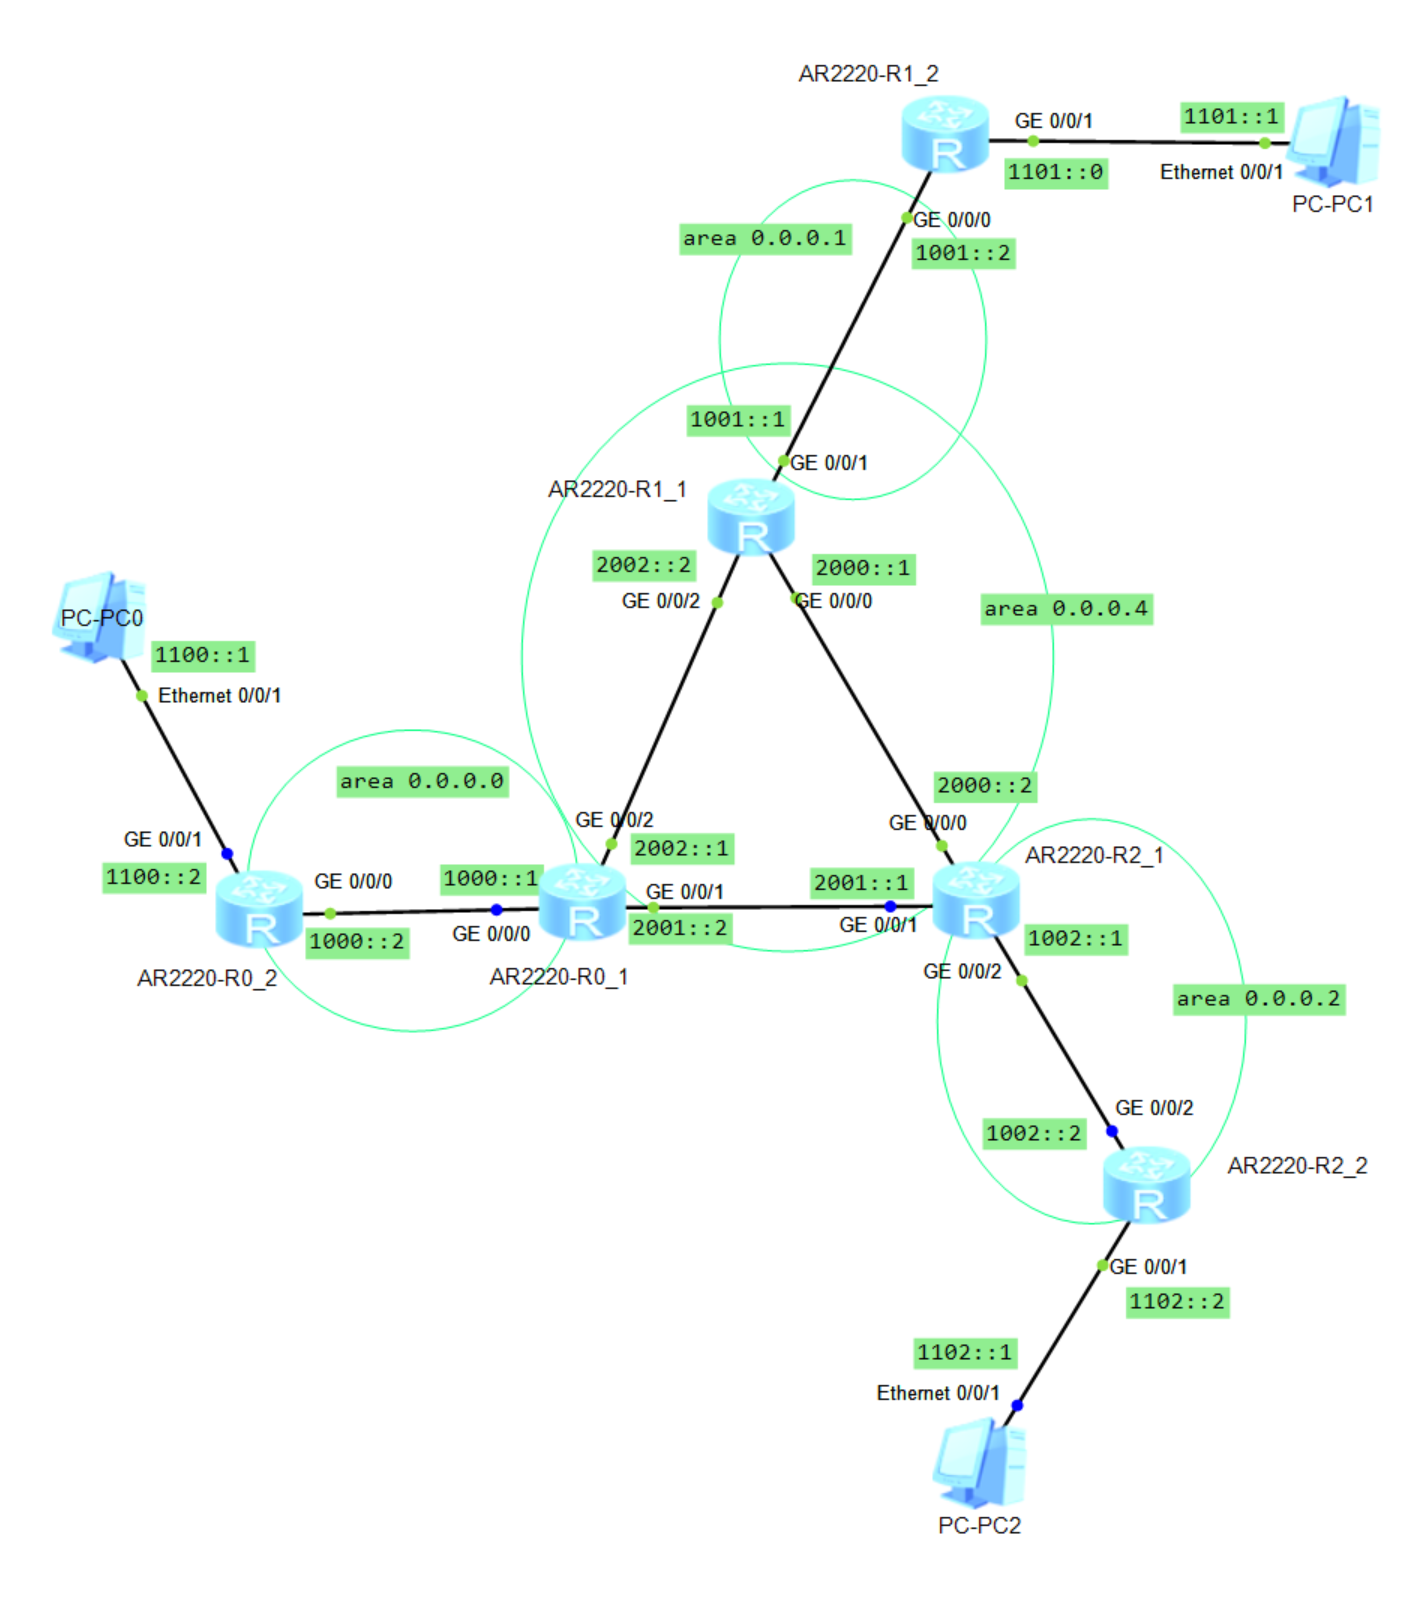 AR2220-R1_2
GE 0/0/1
1101::1
1101::0
Ethernet 0/0/1
PC-PC1
R
GE 0/0/0
area 0.0.0.1
1001::2
1001::1
GE 0/0/1
AR2220-R1_1
R
2002::2
2000::1
GE 0/0/2
GE 0/0/0
area 0.0.0.4
PC-PC0
1100::1
Ethernet 0/0/1
area 0.0.0.0
2000::2
GE 0/0/2
GE 0/0/0
GE 0/0/1
2002::1
AR2220-R2_1
1100::2
GE 0/0/0
1000::1
GE 0/0/1
2001::1
R
R
R
1000::2
GE 0/0/0
2001::2
GE 0/0/1
1002::1
AR2220-R0_2
AR2220-R0_1
GE 0/0/2
area 0.0.0.2
GE 0/0/2
1002::2
AR2220-R2_2
R
GE 0/0/1
1102::2
1102::1
Ethernet 0/0/1
PC-PC2